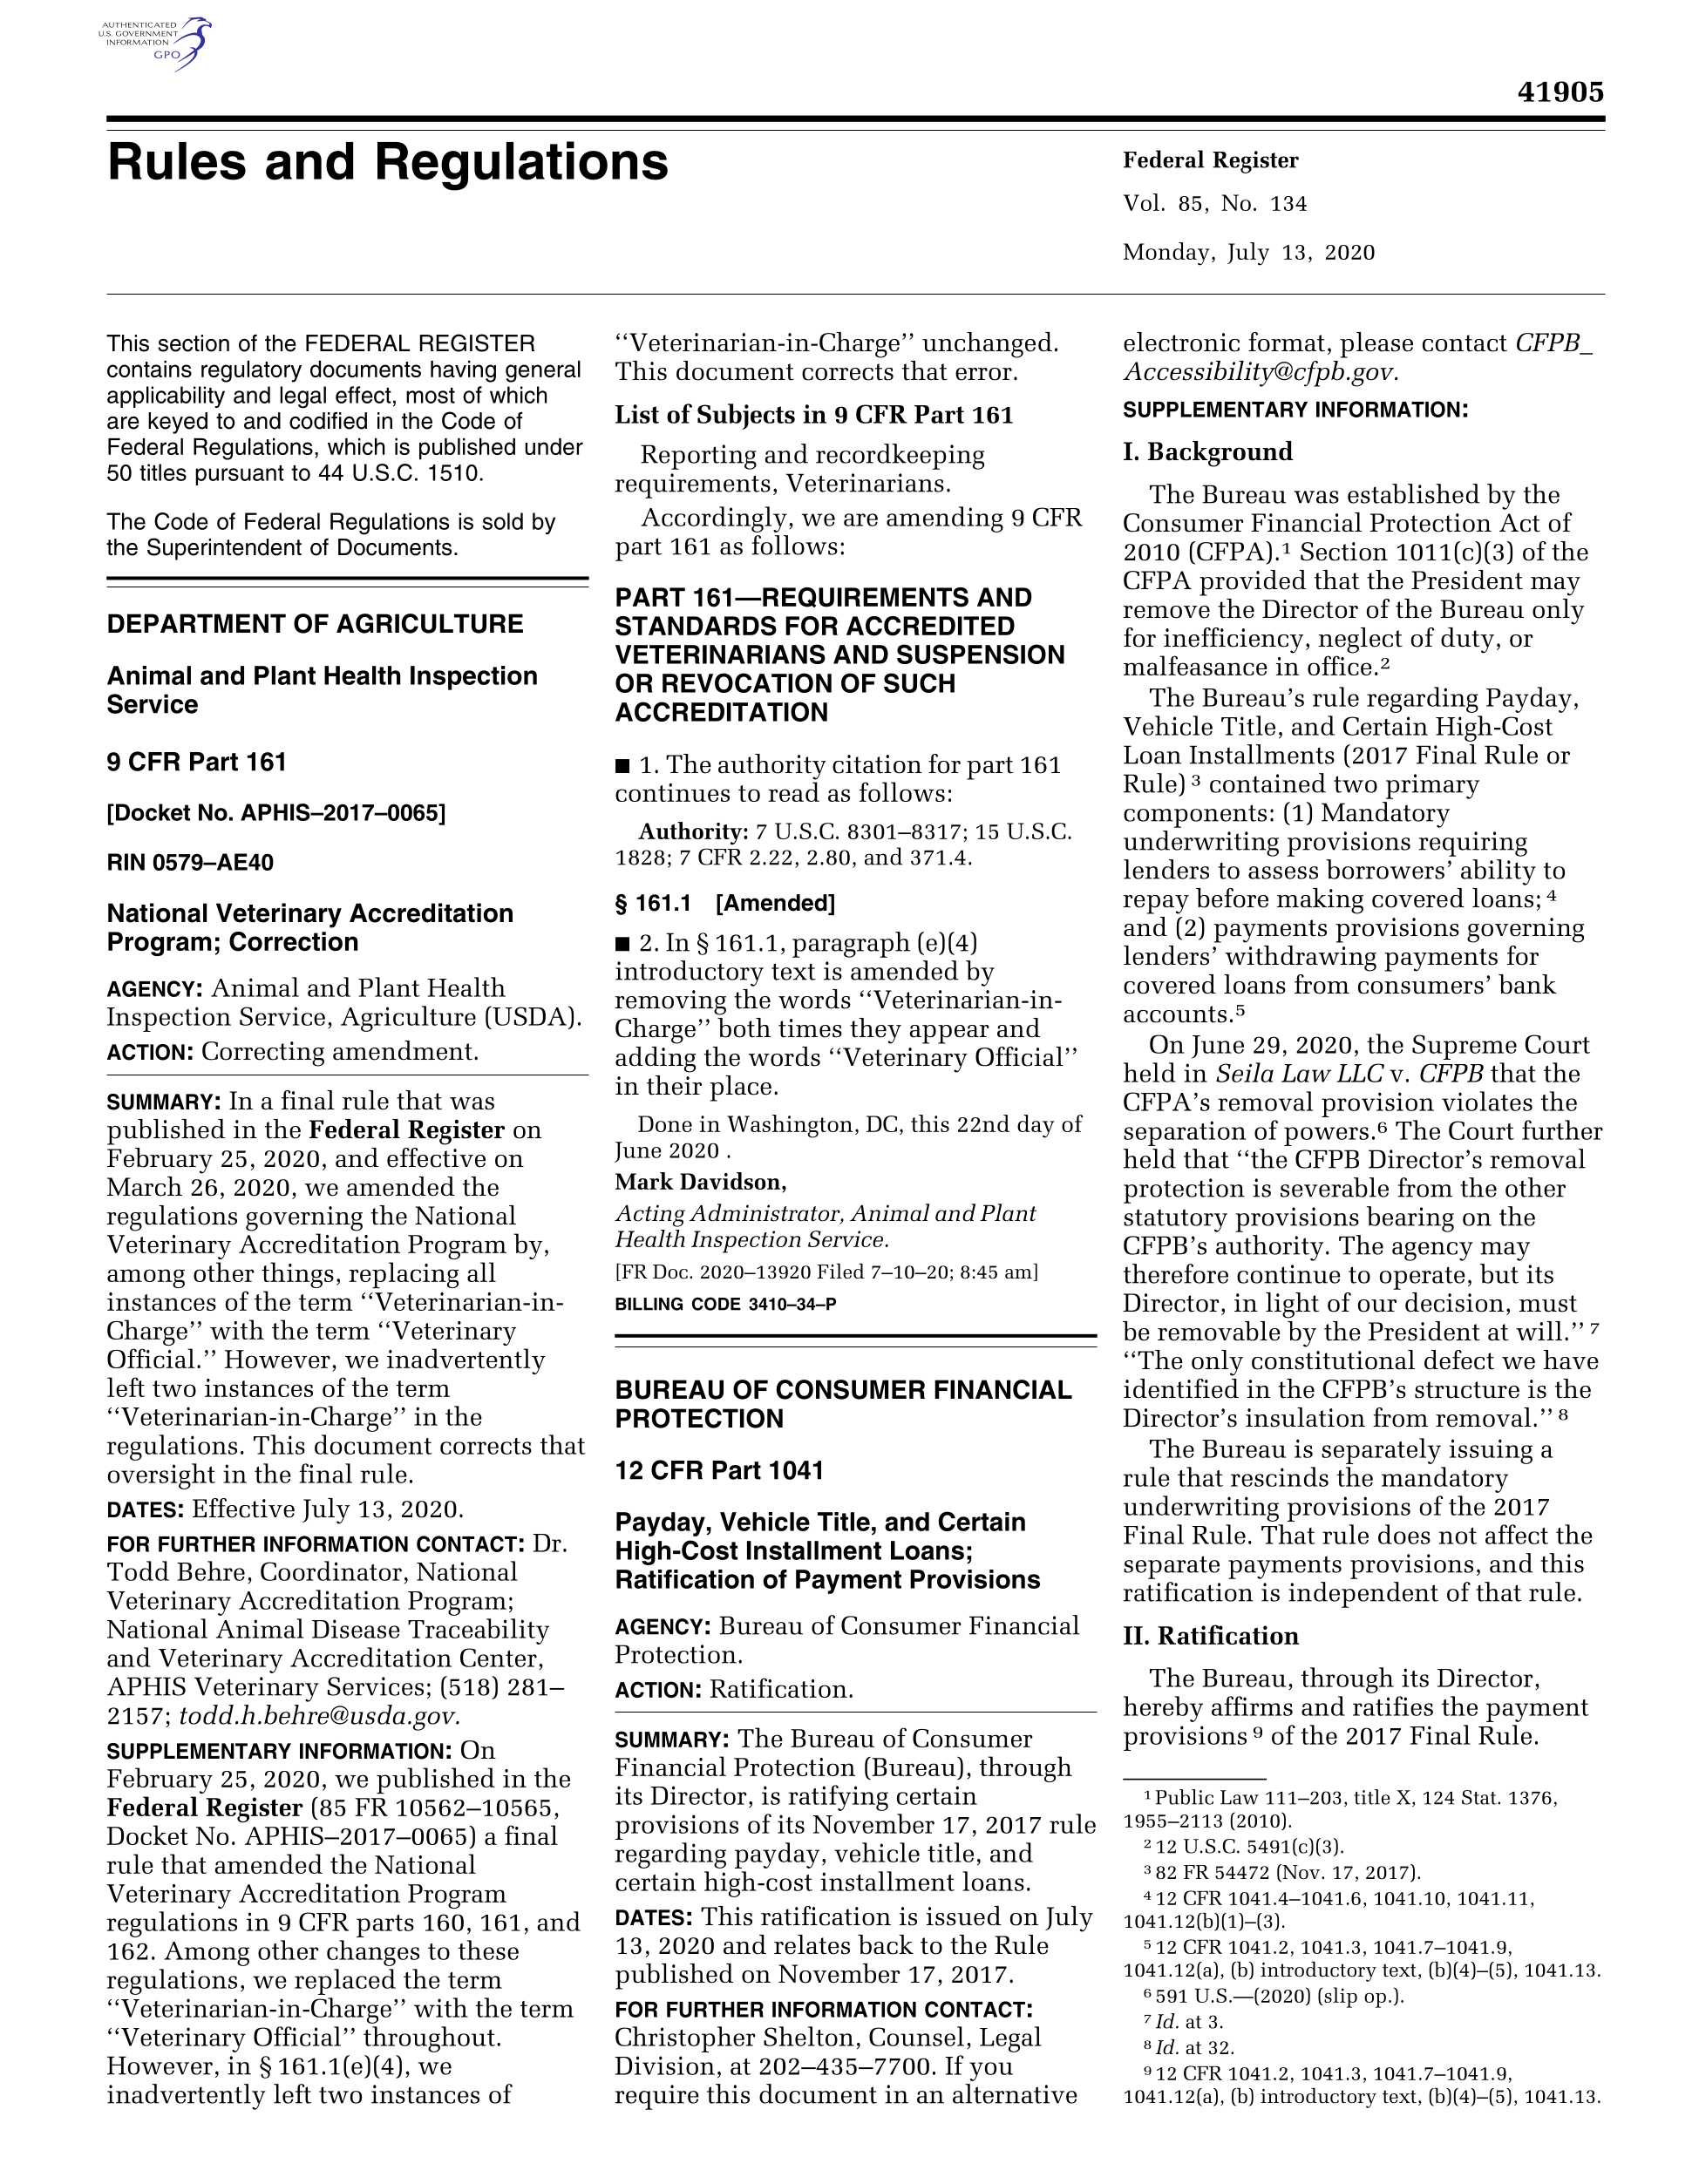 AUTHENTICATED
U.S. GOVERNMENT
INFORMATION
GPO
41905
Rules and Regulations
Federal Register
Vol. 85, No. 134
Monday, July 13, 2020
This section of the FEDERAL REGISTER
contains regulatory documents having general
applicability and legal effect, most of which
are keyed to and codified in the Code of
Federal Regulations, which is published under
50 titles pursuant to 44 U.S.C. 1510.
The Code of Federal Regulations is sold by
the Superintendent of Documents.
DEPARTMENT OF AGRICULTURE
Animal and Plant Health Inspection
Service
9 CFR Part 161
[Docket No. APHIS–2017–0065]
RIN 0579–AE40
National Veterinary Accreditation
Program; Correction
AGENCY: Animal and Plant Health
Inspection Service, Agriculture (USDA).
ACTION: Correcting amendment.
SUMMARY: In a final rule that was
published in the Federal Register on
February 25, 2020, and effective on
March 26, 2020, we amended the
regulations governing the National
Veterinary Accreditation Program by,
among other things, replacing all
instances of the term ‘‘Veterinarian-in-
Charge’’ with the term ‘‘Veterinary
Official.’’ However, we inadvertently
left two instances of the term
‘‘Veterinarian-in-Charge’’ in the
regulations. This document corrects that
oversight in the final rule.
DATES: Effective July 13, 2020.
FOR FURTHER INFORMATION CONTACT: Dr.
Todd Behre, Coordinator, National
Veterinary Accreditation Program;
National Animal Disease Traceability
and Veterinary Accreditation Center,
APHIS Veterinary Services; (518) 281–
2157; todd.h.behre@usda.gov.
SUPPLEMENTARY INFORMATION: On
February 25, 2020, we published in the
Federal Register (85 FR 10562–10565,
Docket No. APHIS–2017–0065) a final
rule that amended the National
Veterinary Accreditation Program
regulations in 9 CFR parts 160, 161, and
162. Among other changes to these
regulations, we replaced the term
‘‘Veterinarian-in-Charge’’ with the term
‘‘Veterinary Official’’ throughout.
However, in § 161.1(e)(4), we
inadvertently left two instances of
‘‘Veterinarian-in-Charge’’ unchanged.
This document corrects that error.
List of Subjects in 9 CFR Part 161
Reporting and recordkeeping
requirements, Veterinarians.
Accordingly, we are amending 9 CFR
part 161 as follows:
PART 161—REQUIREMENTS AND
STANDARDS FOR ACCREDITED
VETERINARIANS AND SUSPENSION
OR REVOCATION OF SUCH
ACCREDITATION
■ 1. The authority citation for part 161
continues to read as follows:
Authority: 7 U.S.C. 8301–8317; 15 U.S.C.
1828; 7 CFR 2.22, 2.80, and 371.4.
§ 161.1 [Amended]
■ 2. In § 161.1, paragraph (e)(4)
introductory text is amended by
removing the words ‘‘Veterinarian-in-
Charge’’ both times they appear and
adding the words ‘‘Veterinary Official’’
in their place.
Done in Washington, DC, this 22nd day of
June 2020 .
Mark Davidson,
Acting Administrator, Animal and Plant
Health Inspection Service.
[FR Doc. 2020–13920 Filed 7–10–20; 8:45 am]
BILLING CODE 3410–34–P
BUREAU OF CONSUMER FINANCIAL
PROTECTION
12 CFR Part 1041
Payday, Vehicle Title, and Certain
High-Cost Installment Loans;
Ratification of Payment Provisions
AGENCY: Bureau of Consumer Financial
Protection.
ACTION: Ratification.
SUMMARY: The Bureau of Consumer
Financial Protection (Bureau), through
its Director, is ratifying certain
provisions of its November 17, 2017 rule
regarding payday, vehicle title, and
certain high-cost installment loans.
DATES: This ratification is issued on July
13, 2020 and relates back to the Rule
published on November 17, 2017.
FOR FURTHER INFORMATION CONTACT:
Christopher Shelton, Counsel, Legal
Division, at 202–435–7700. If you
require this document in an alternative
electronic format, please contact CFPB_
Accessibility@cfpb.gov.
SUPPLEMENTARY INFORMATION:
I. Background
The Bureau was established by the
Consumer Financial Protection Act of
2010 (CFPA).1 Section 1011(c)(3) of the
CFPA provided that the President may
remove the Director of the Bureau only
for inefficiency, neglect of duty, or
malfeasance in office.2
The Bureau’s rule regarding Payday,
Vehicle Title, and Certain High-Cost
Loan Installments (2017 Final Rule or
Rule) 3 contained two primary
components: (1) Mandatory
underwriting provisions requiring
lenders to assess borrowers’ ability to
repay before making covered loans; 4
and (2) payments provisions governing
lenders’ withdrawing payments for
covered loans from consumers’ bank
accounts.5
On June 29, 2020, the Supreme Court
held in Seila Law LLC v. CFPB that the
CFPA’s removal provision violates the
separation of powers.6 The Court further
held that ‘‘the CFPB Director’s removal
protection is severable from the other
statutory provisions bearing on the
CFPB’s authority. The agency may
therefore continue to operate, but its
Director, in light of our decision, must
be removable by the President at will.’’ 7
‘‘The only constitutional defect we have
identified in the CFPB’s structure is the
Director’s insulation from removal.’’ 8
The Bureau is separately issuing a
rule that rescinds the mandatory
underwriting provisions of the 2017
Final Rule. That rule does not affect the
separate payments provisions, and this
ratification is independent of that rule.
II. Ratification
The Bureau, through its Director,
hereby affirms and ratifies the payment
provisions 9 of the 2017 Final Rule.
1 Public Law 111–203, title X, 124 Stat. 1376,
1955–2113 (2010).
2 12 U.S.C. 5491(c)(3).
3 82 FR 54472 (Nov. 17, 2017).
4 12 CFR 1041.4–1041.6, 1041.10, 1041.11,
1041.12(b)(1)–(3).
5 12 CFR 1041.2, 1041.3, 1041.7–1041.9,
1041.12(a), (b) introductory text, (b)(4)–(5), 1041.13.
6 591 U.S.—(2020) (slip op.).
7 Id. at 3.
8 Id. at 32.
9 12 CFR 1041.2, 1041.3, 1041.7–1041.9,
1041.12(a), (b) introductory text, (b)(4)–(5), 1041.13.